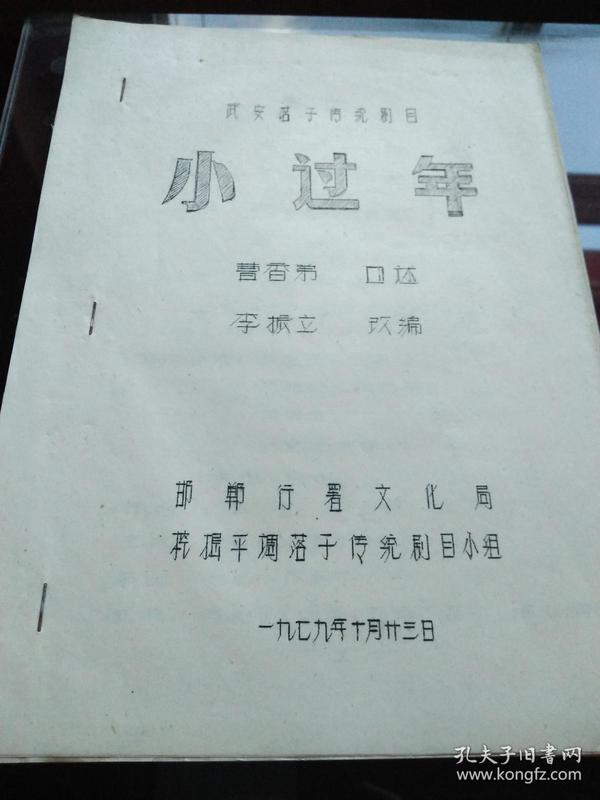 武安落子传统剧目
小过年
营香弟 口述
李振立 改编
邯郸行署文化局
挖掘平调落子传统剧目小组
一九七九年十月廿三日
孔夫子旧书网
www.kongfz.com